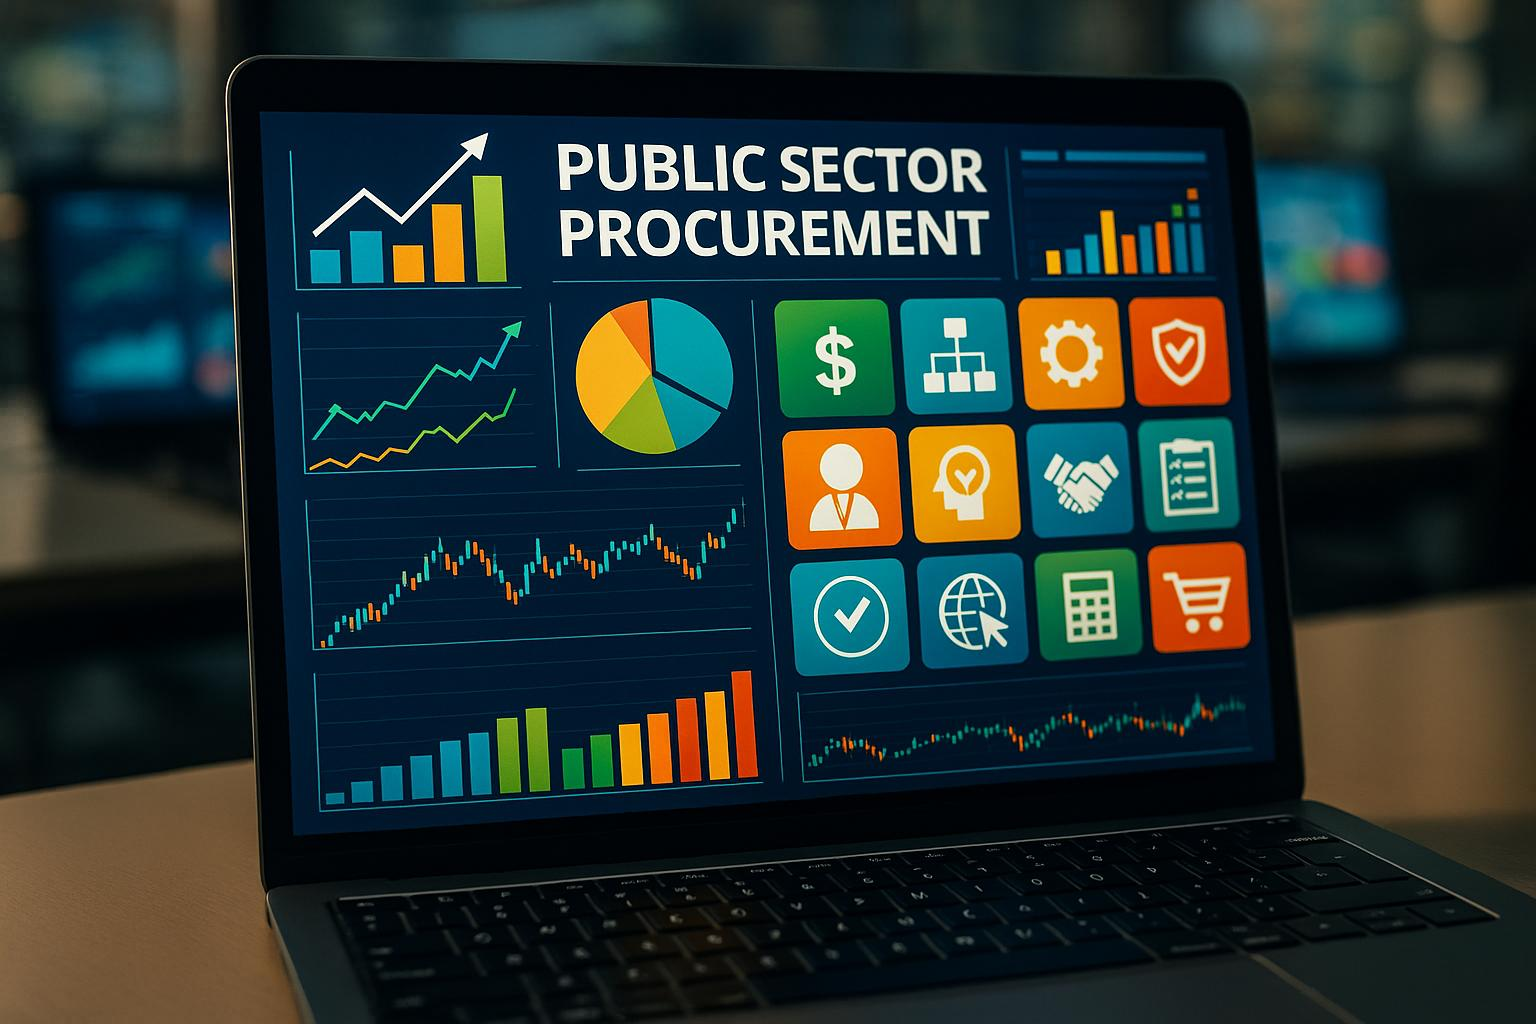 PUBLIC SECTOR
PROCUREMENT
$